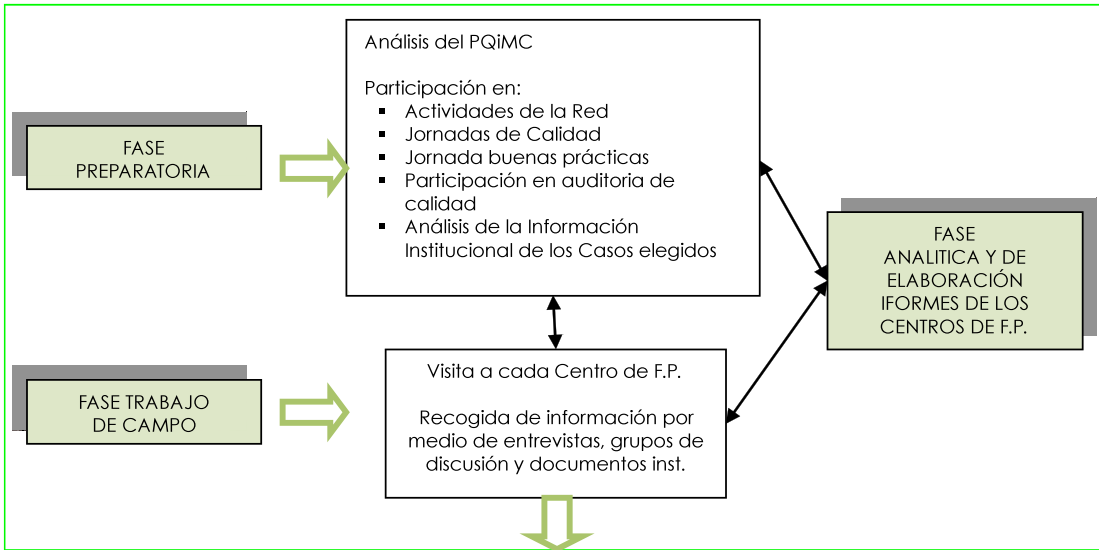 Análisis del PQiMC
Participación en:
▪ Actividades de la Red
▪ Jornadas de Calidad
▪ Jornada buenas prácticas
▪ Participación en auditoria de
calidad
▪ Análisis de la Información
Institucional de los Casos elegidos
FASE
PREPARATORIA
FASE
ANALITICA Y DE
ELABORACIÓN
IFORMES DE LOS
CENTROS DE F.P.
FASE TRABAJO
DE CAMPO
Visita a cada Centro de F.P.
Recogida de información por
medio de entrevistas, grupos de
discusión y documentos inst.